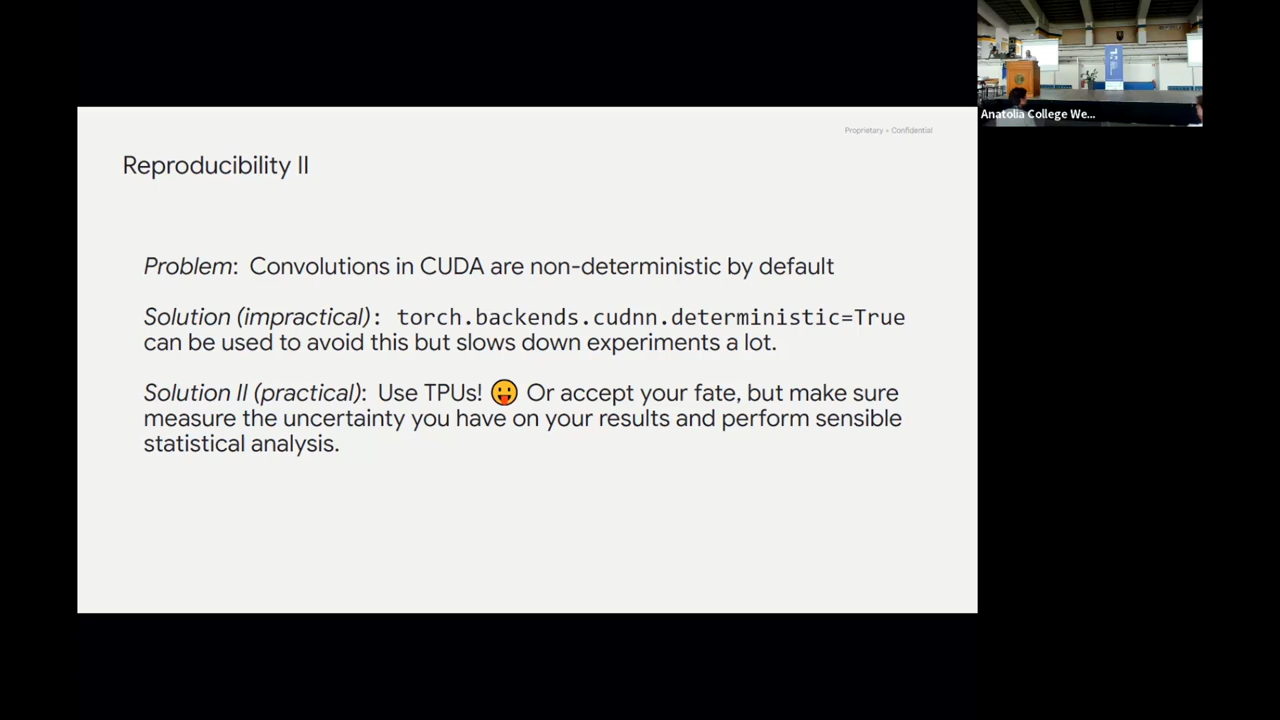 Proprietary + Confidential
Anatolia College We...
Reproducibility II
Problem: Convolutions in CUDA are non-deterministic by default
Solution (impractical): torch.backends.cudnn.deterministic=True
can be used to avoid this but slows down experiments a lot.
Solution II (practical): Use TPUs! 😛 Or accept your fate, but make sure
measure the uncertainty you have on your results and perform sensible
statistical analysis.